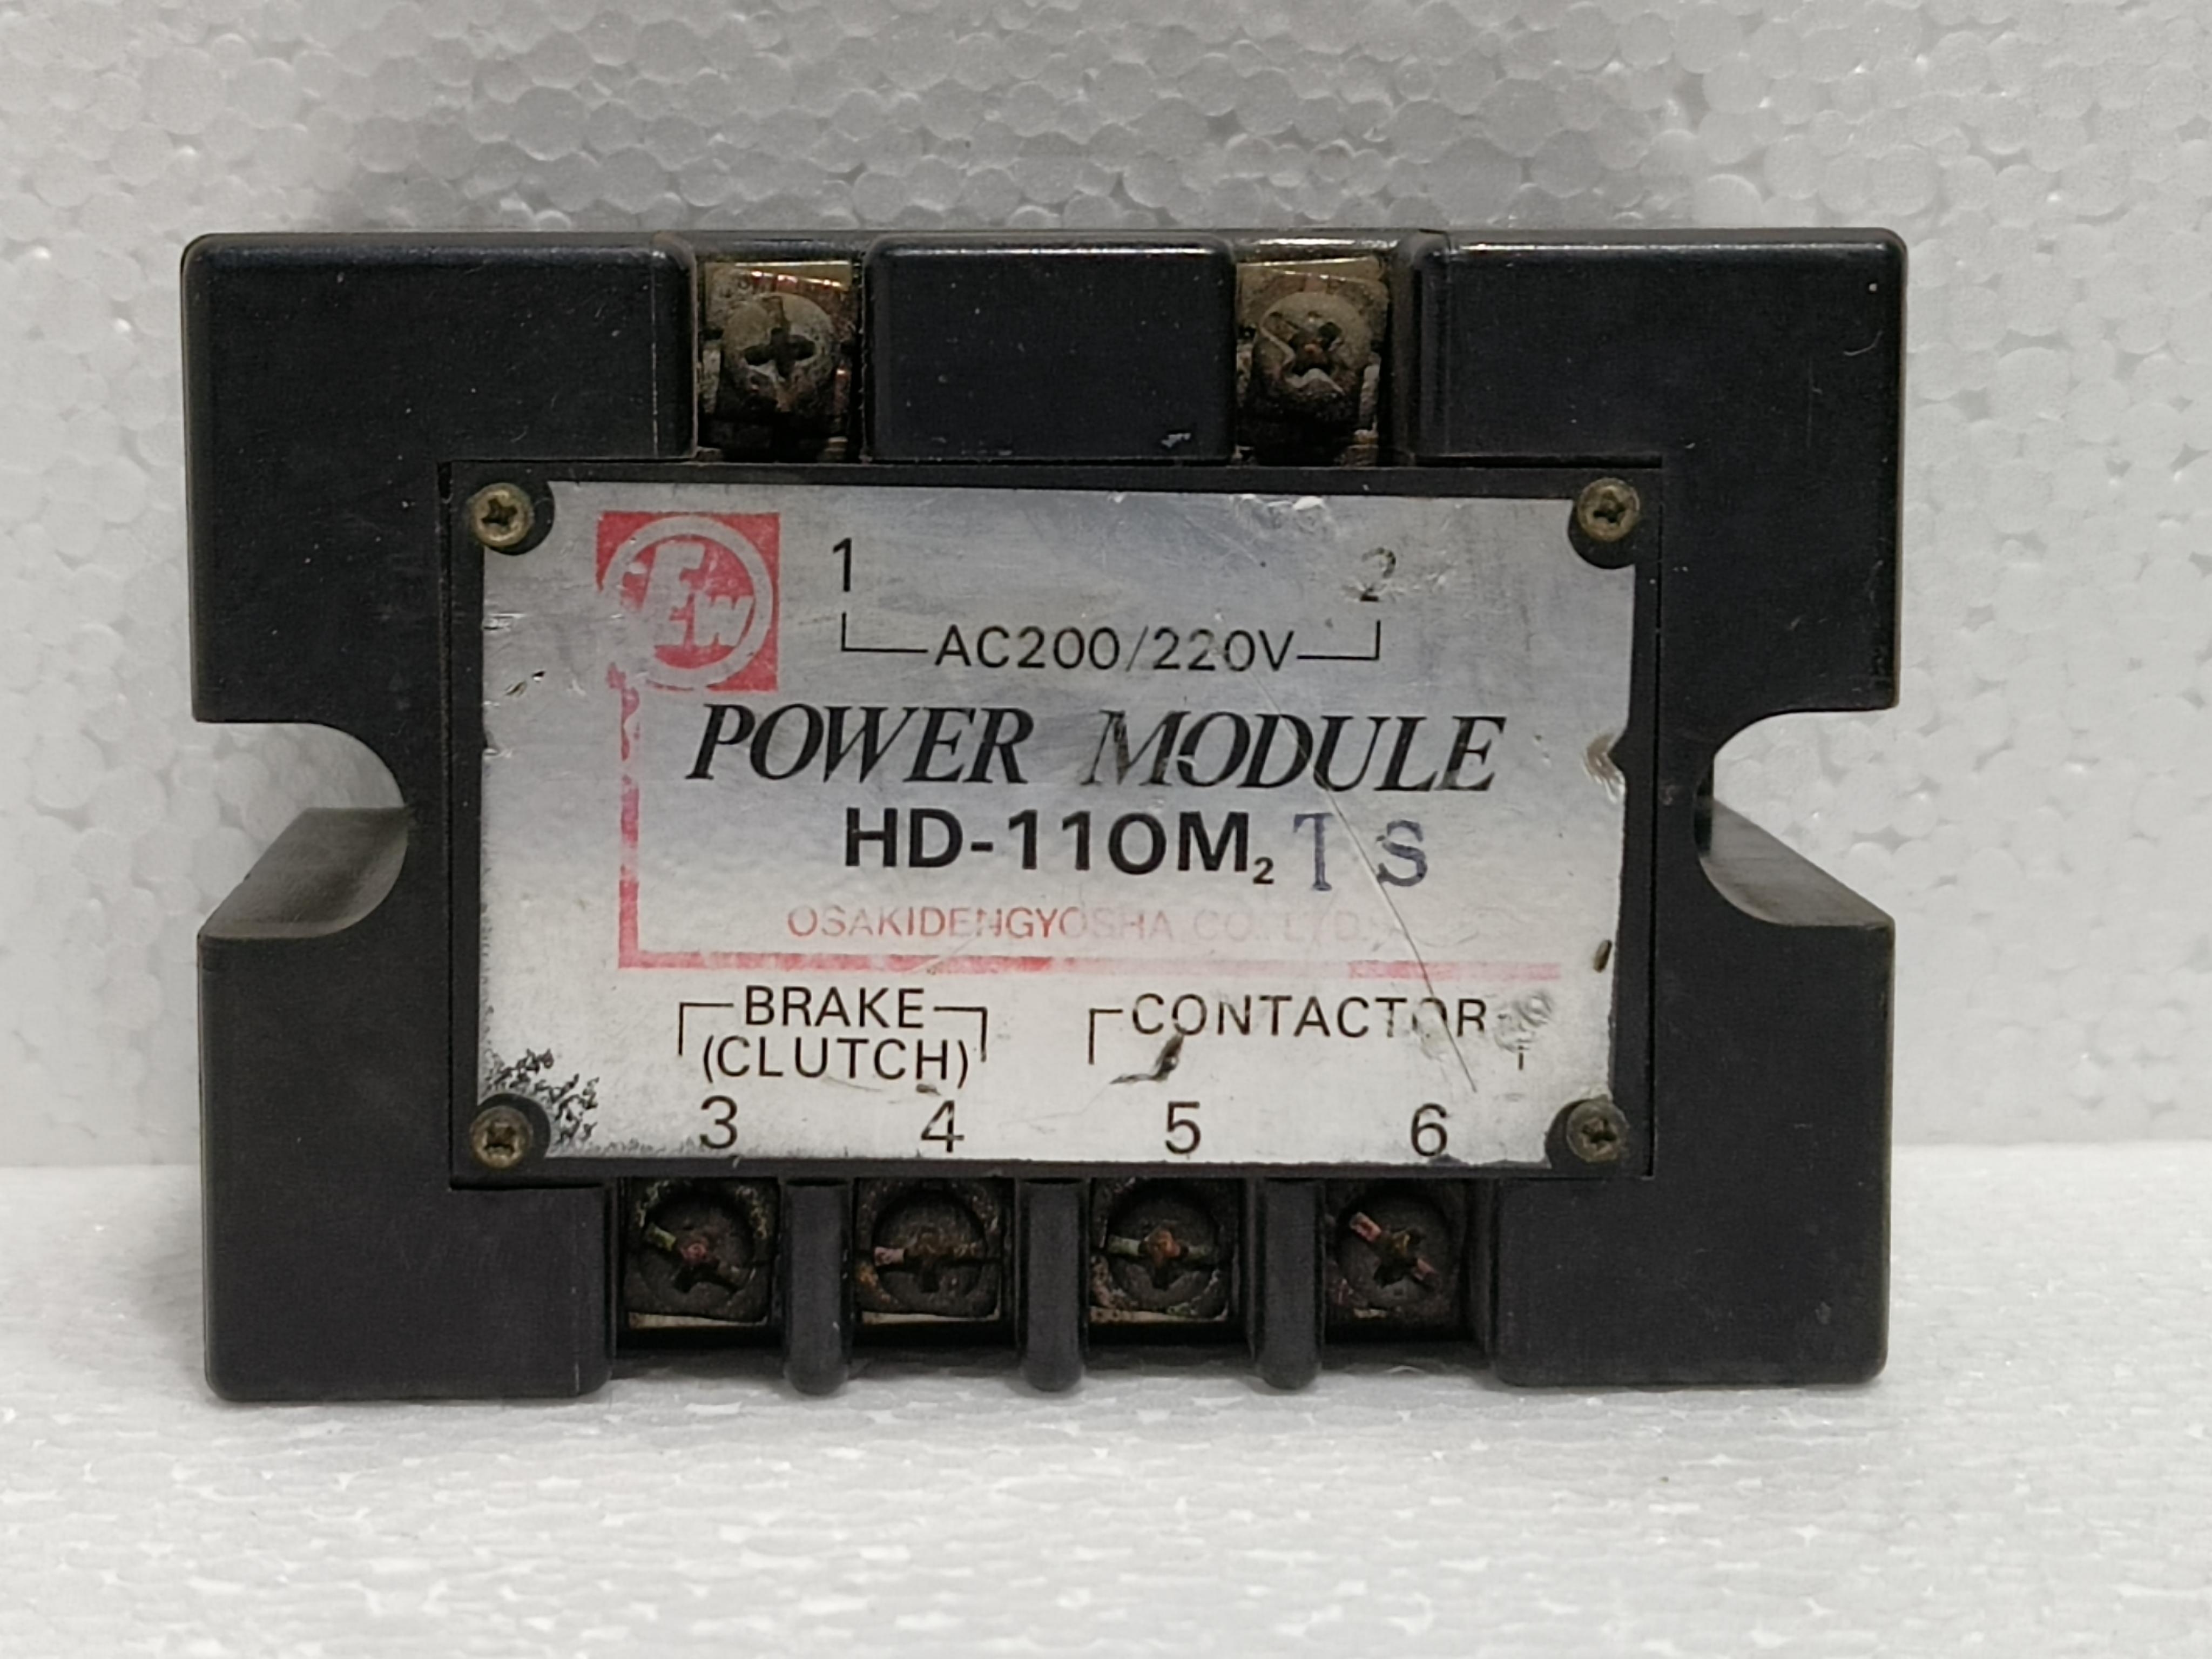 EW
1 2
AC200/220V
POWER MODULE
HD-110M₂ TS
OSAKIDENGYOSHA CO., LTD.
BRAKE CONTACTOR
(CLUTCH)
3 4 5 6